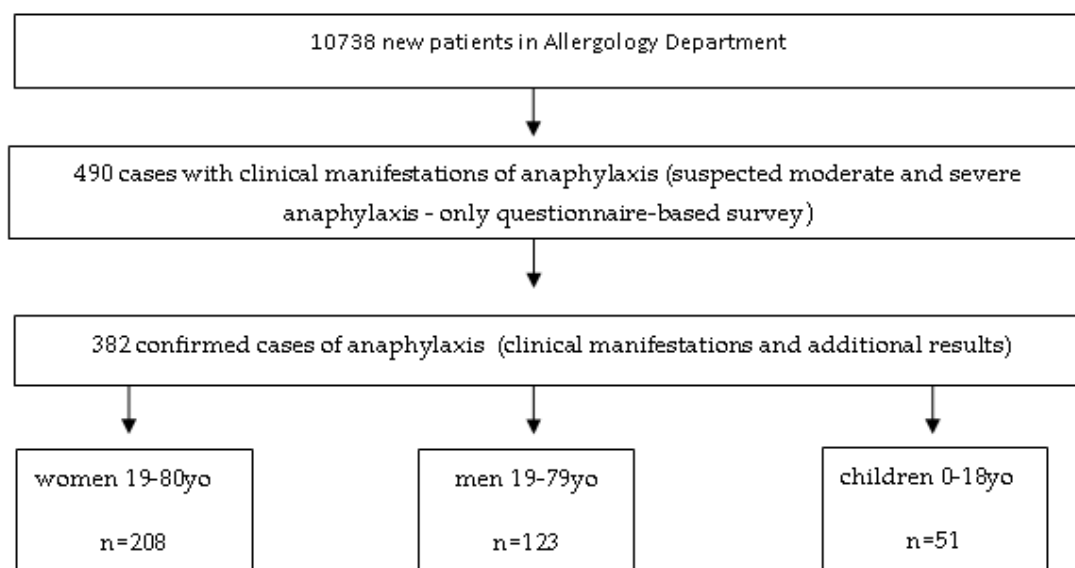 10738 new patients in Allergology Department
490 cases with clinical manifestations of anaphylaxis (suspected moderate and severe
anaphylaxis - only questionnaire-based survey)
382 confirmed cases of anaphylaxis (clinical manifestations and additional results)
women 19-80yo
n=208
men 19-79yo
n=123
children 0-18yo
n=51